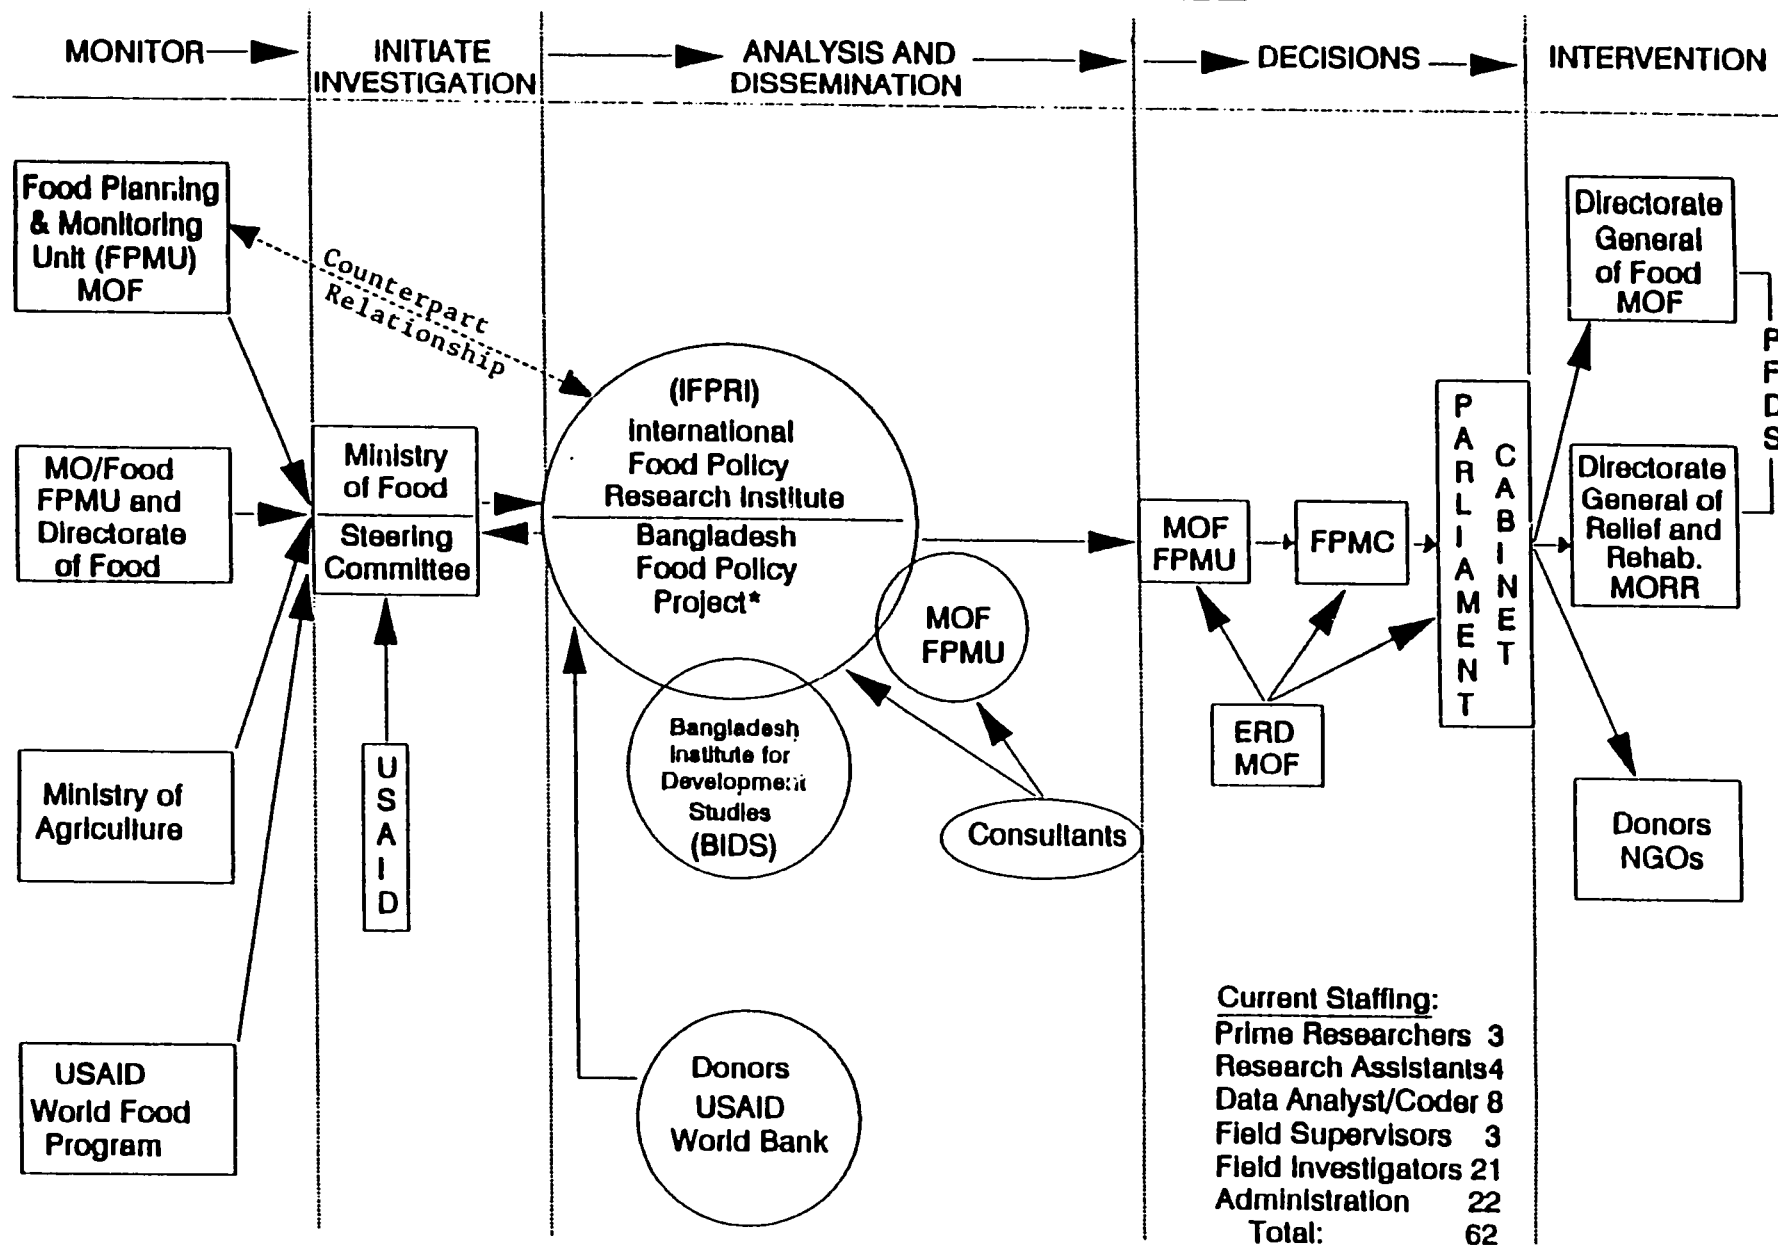 MONITOR
INITIATE
INVESTIGATION
ANALYSIS AND
DISSEMINATION
DECISIONS
INTERVENTION
Food Planning
& Monitoring
Unit (FPMU)
MOF
Counterpart
Relationship
MO/Food
FPMU and
Directorate
of Food
Ministry of
Agriculture
USAID
World Food
Program
Ministry
of Food
Steering
Committee
USAID
(IFPRI)
International
Food Policy
Research Institute
Bangladesh
Food Policy
Project*
MOF
FPMU
Bangladesh
Institute for
Development
Studies
(BIDS)
Consultants
Donors
USAID
World Bank
MOF
FPMU
FPMC
ERD
MOF
PARLIAMENT
CABINET
Directorate
General
of Food
MOF
PFDS
Directorate
General of
Relief and
Rehab.
MORR
Donors
NGOs
Current Staffing:
Prime Researchers 3
Research Assistants 4
Data Analyst/Coder 8
Field Supervisors 3
Field Investigators 21
Administration 22
Total: 62